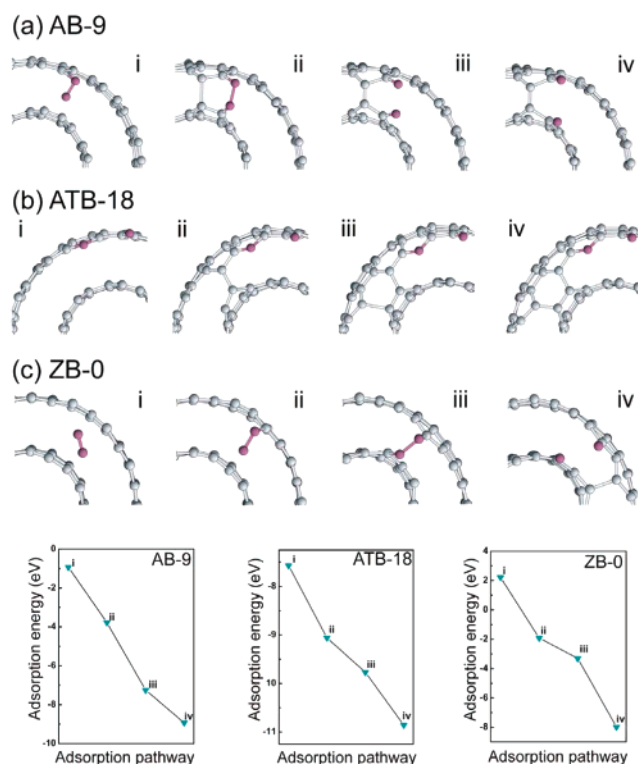 (a) AB-9
i ii iii iv
(b) ATB-18
i ii iii iv
(c) ZB-0
i ii iii iv
AB-9
Adsorption energy (eV)
0
-2
-4
-6
-8
-10
i
ii
iii
iv
Adsorption pathway
ATB-18
Adsorption energy (eV)
-8
-9
-10
-11
i
ii
iii
iv
Adsorption pathway
ZB-0
Adsorption energy (eV)
4
2
0
-2
-4
-6
-8
i
ii
iii
iv
Adsorption pathway